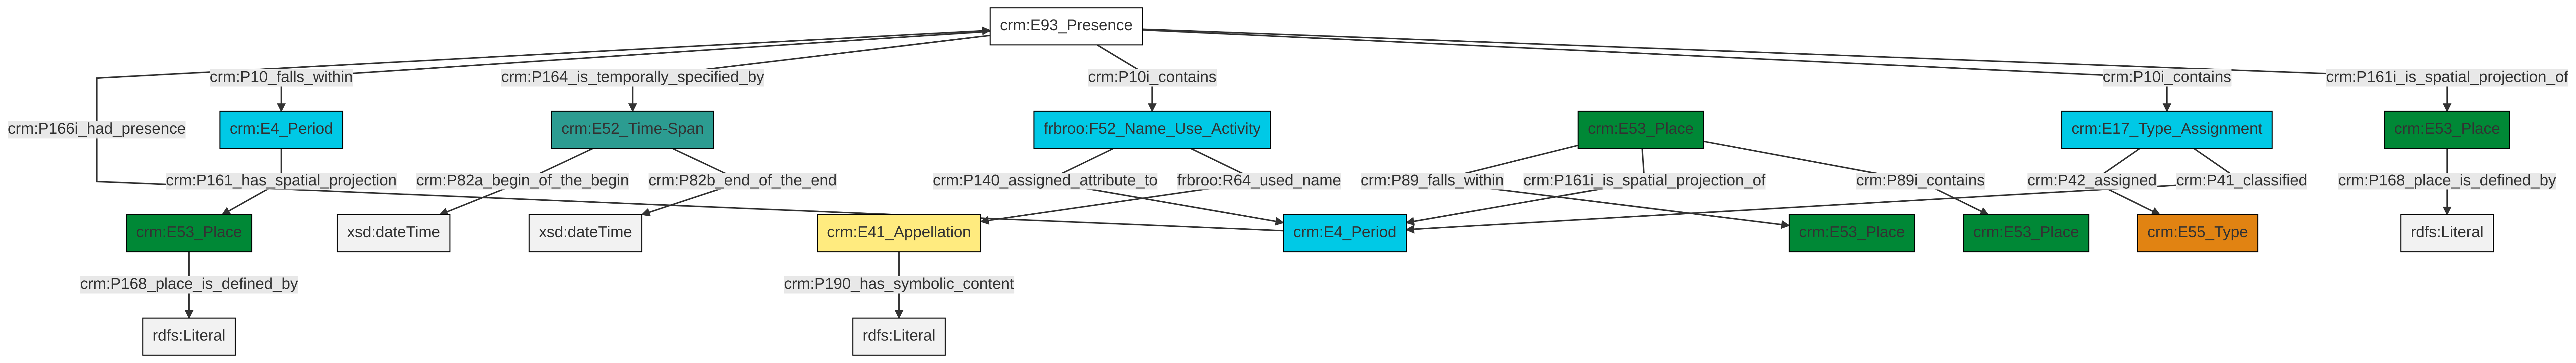 crm:E93_Presence
crm:P10_falls_within
crm:P164_is_temporally_specified_by
crm:P10i_contains
crm:P10i_contains
crm:P161i_is_spatial_projection_of
crm:P166i_had_presence
crm:E4_Period
crm:E52_Time-Span
frbroo:F52_Name_Use_Activity
crm:E53_Place
crm:E17_Type_Assignment
crm:E53_Place
crm:P161_has_spatial_projection
crm:P82a_begin_of_the_begin
crm:P82b_end_of_the_end
crm:P140_assigned_attribute_to
frbroo:R64_used_name
crm:P89_falls_within
crm:P161i_is_spatial_projection_of
crm:P89i_contains
crm:P42_assigned
crm:P41_classified
crm:P168_place_is_defined_by
crm:E53_Place
xsd:dateTime
xsd:dateTime
crm:E41_Appellation
crm:E4_Period
crm:E53_Place
crm:E53_Place
crm:E55_Type
rdfs:Literal
crm:P168_place_is_defined_by
crm:P190_has_symbolic_content
rdfs:Literal
rdfs:Literal